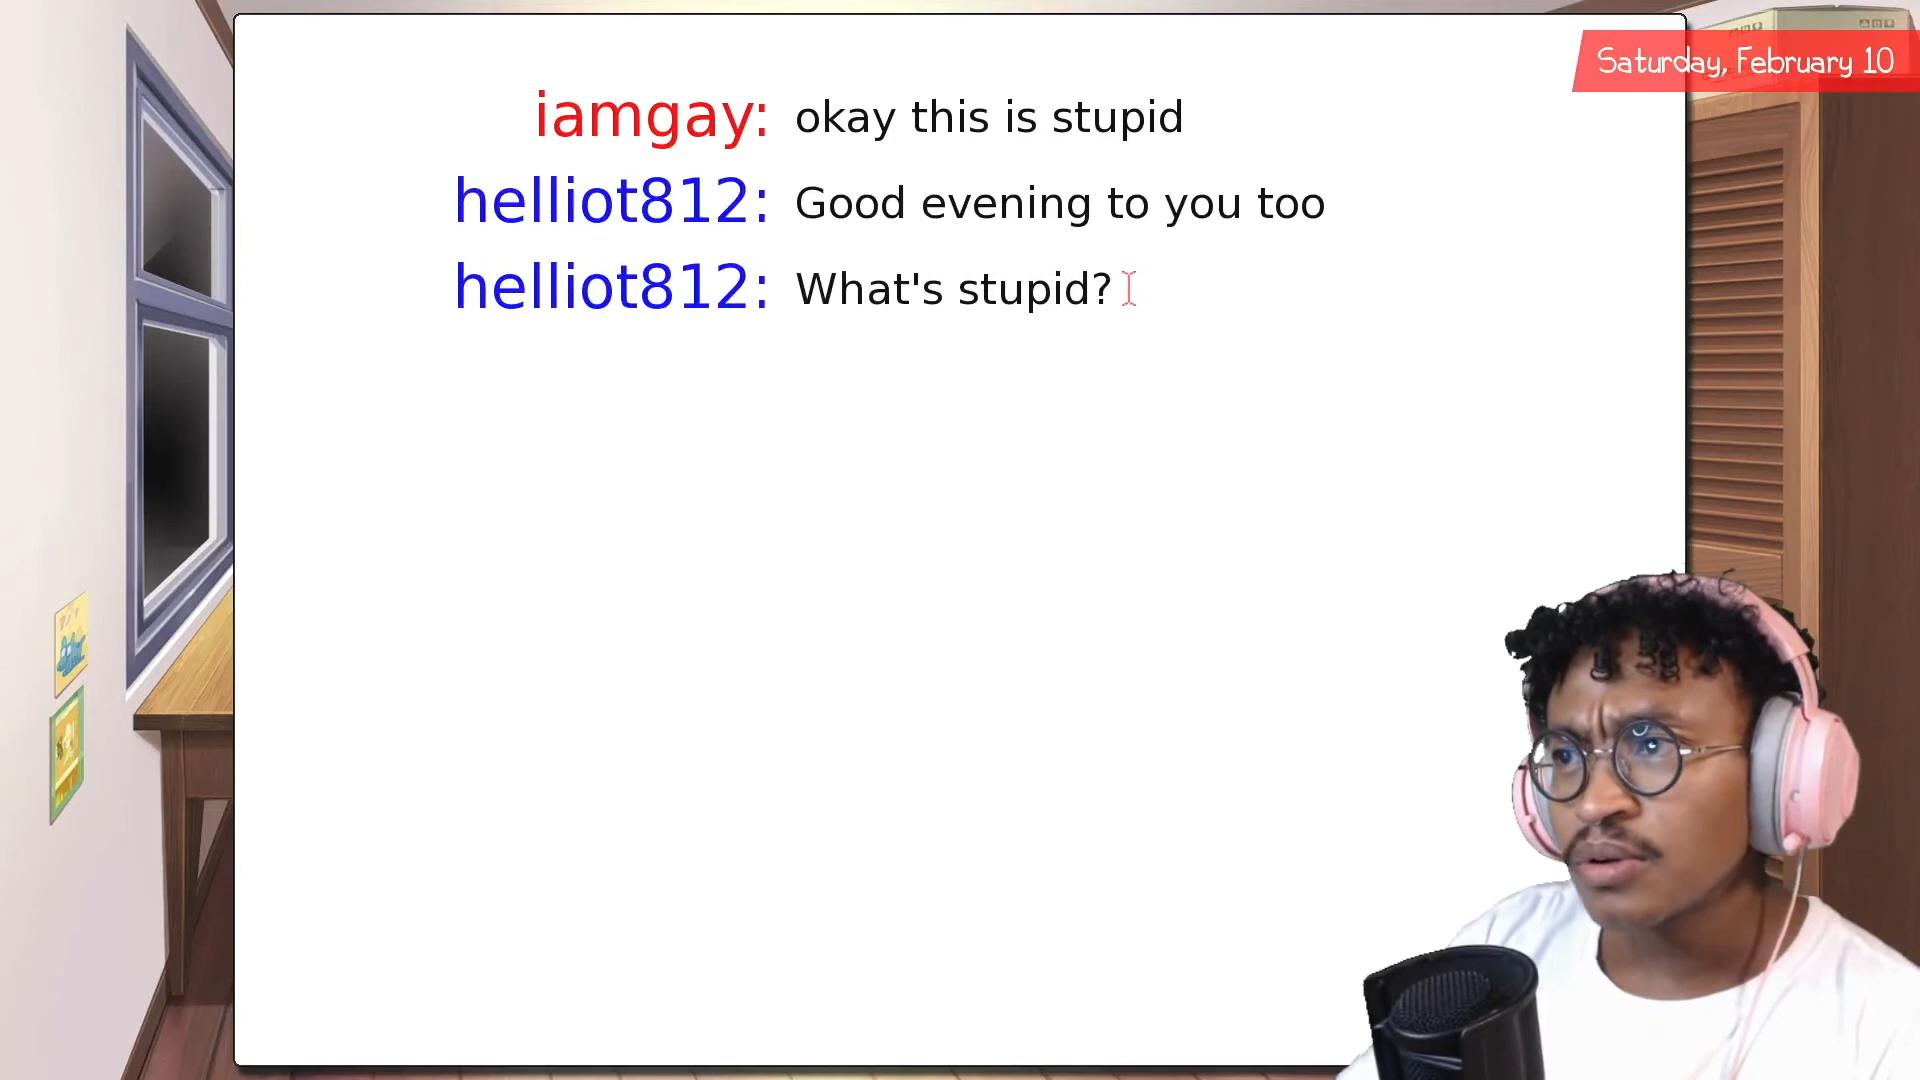 Saturday, February 10
iamgay: okay this is stupid
helliot812: Good evening to you too
helliot812: What's stupid?